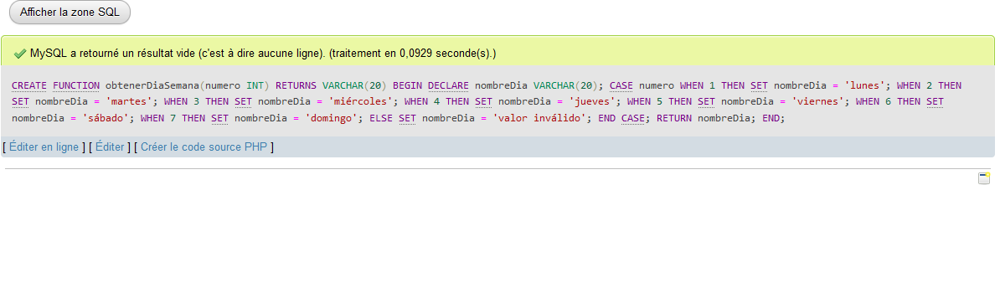 Afficher la zone SQL
MySQL a retourné un résultat vide (c'est à dire aucune ligne). (traitement en 0,0929 seconde(s).)
CREATE FUNCTION obtenerDiaSemana(numero INT) RETURNS VARCHAR(20) BEGIN DECLARE nombreDia VARCHAR(20); CASE numero WHEN 1 THEN SET nombreDia = 'lunes'; WHEN 2 THEN
SET nombreDia = 'martes'; WHEN 3 THEN SET nombreDia = 'miércoles'; WHEN 4 THEN SET nombreDia = 'jueves'; WHEN 5 THEN SET nombreDia = 'viernes'; WHEN 6 THEN SET
nombreDia = 'sábado'; WHEN 7 THEN SET nombreDia = 'domingo'; ELSE SET nombreDia = 'valor inválido'; END CASE; RETURN nombreDia; END;
[ Éditer en ligne ] [ Éditer ] [ Créer le code source PHP ]